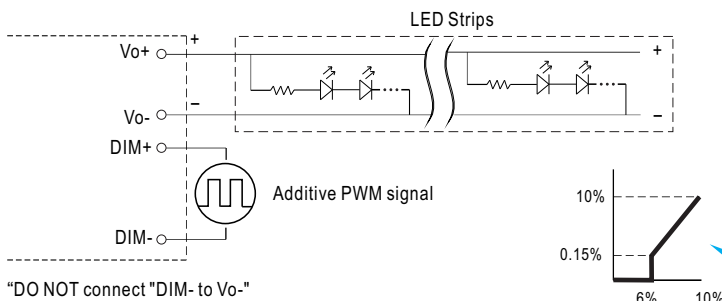 LED Strips
Vo+
+
+
Vo-
–
–
DIM+
Additive PWM signal
DIM-
"DO NOT connect "DIM- to Vo-"
10%
0.15%
6%
10%